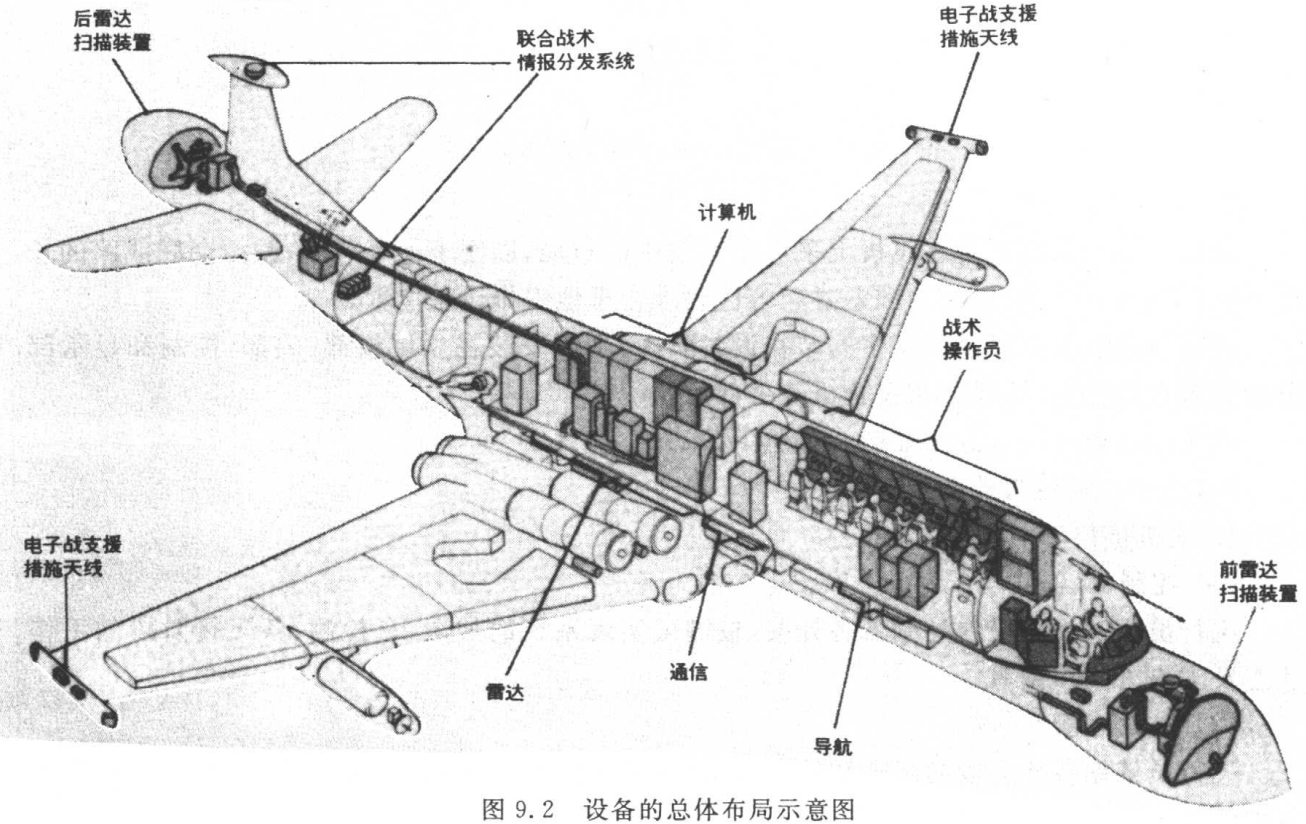 后雷达
扫描装置
联合战术
情报分发系统
电子战支援
措施天线
计算机
战术
操作员
电子战支援
措施天线
前雷达
扫描装置
雷达
通信
导航
图 9.2 设备的总体布局示意图